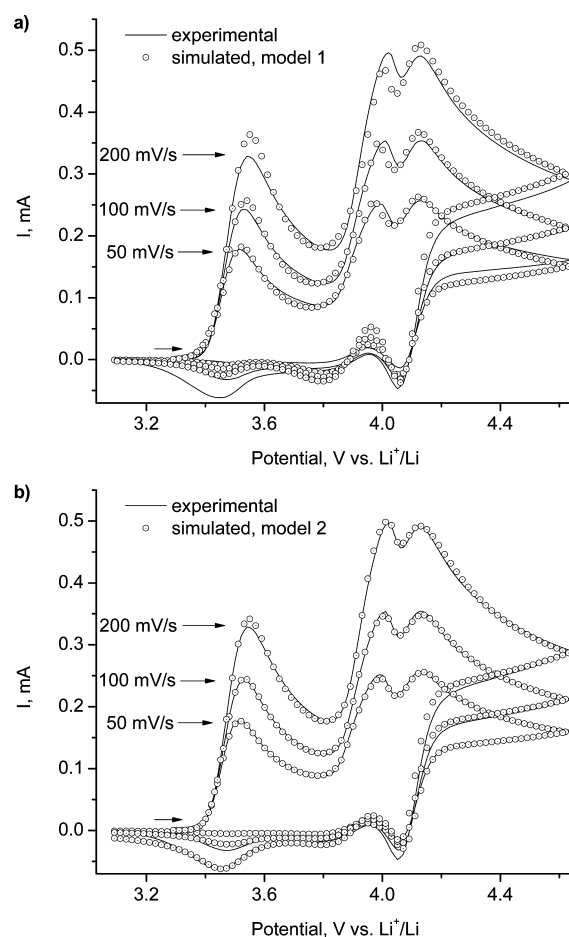 a)
experimental
simulated, model 1
0.5
0.4
200 mV/s
0.3
I, mA
100 mV/s
0.2
50 mV/s
0.1
0.0
3.2 3.6 4.0 4.4
Potential, V vs. Li⁺/Li
b)
experimental
simulated, model 2
0.5
0.4
200 mV/s
0.3
I, mA
100 mV/s
0.2
50 mV/s
0.1
0.0
3.2 3.6 4.0 4.4
Potential, V vs. Li⁺/Li